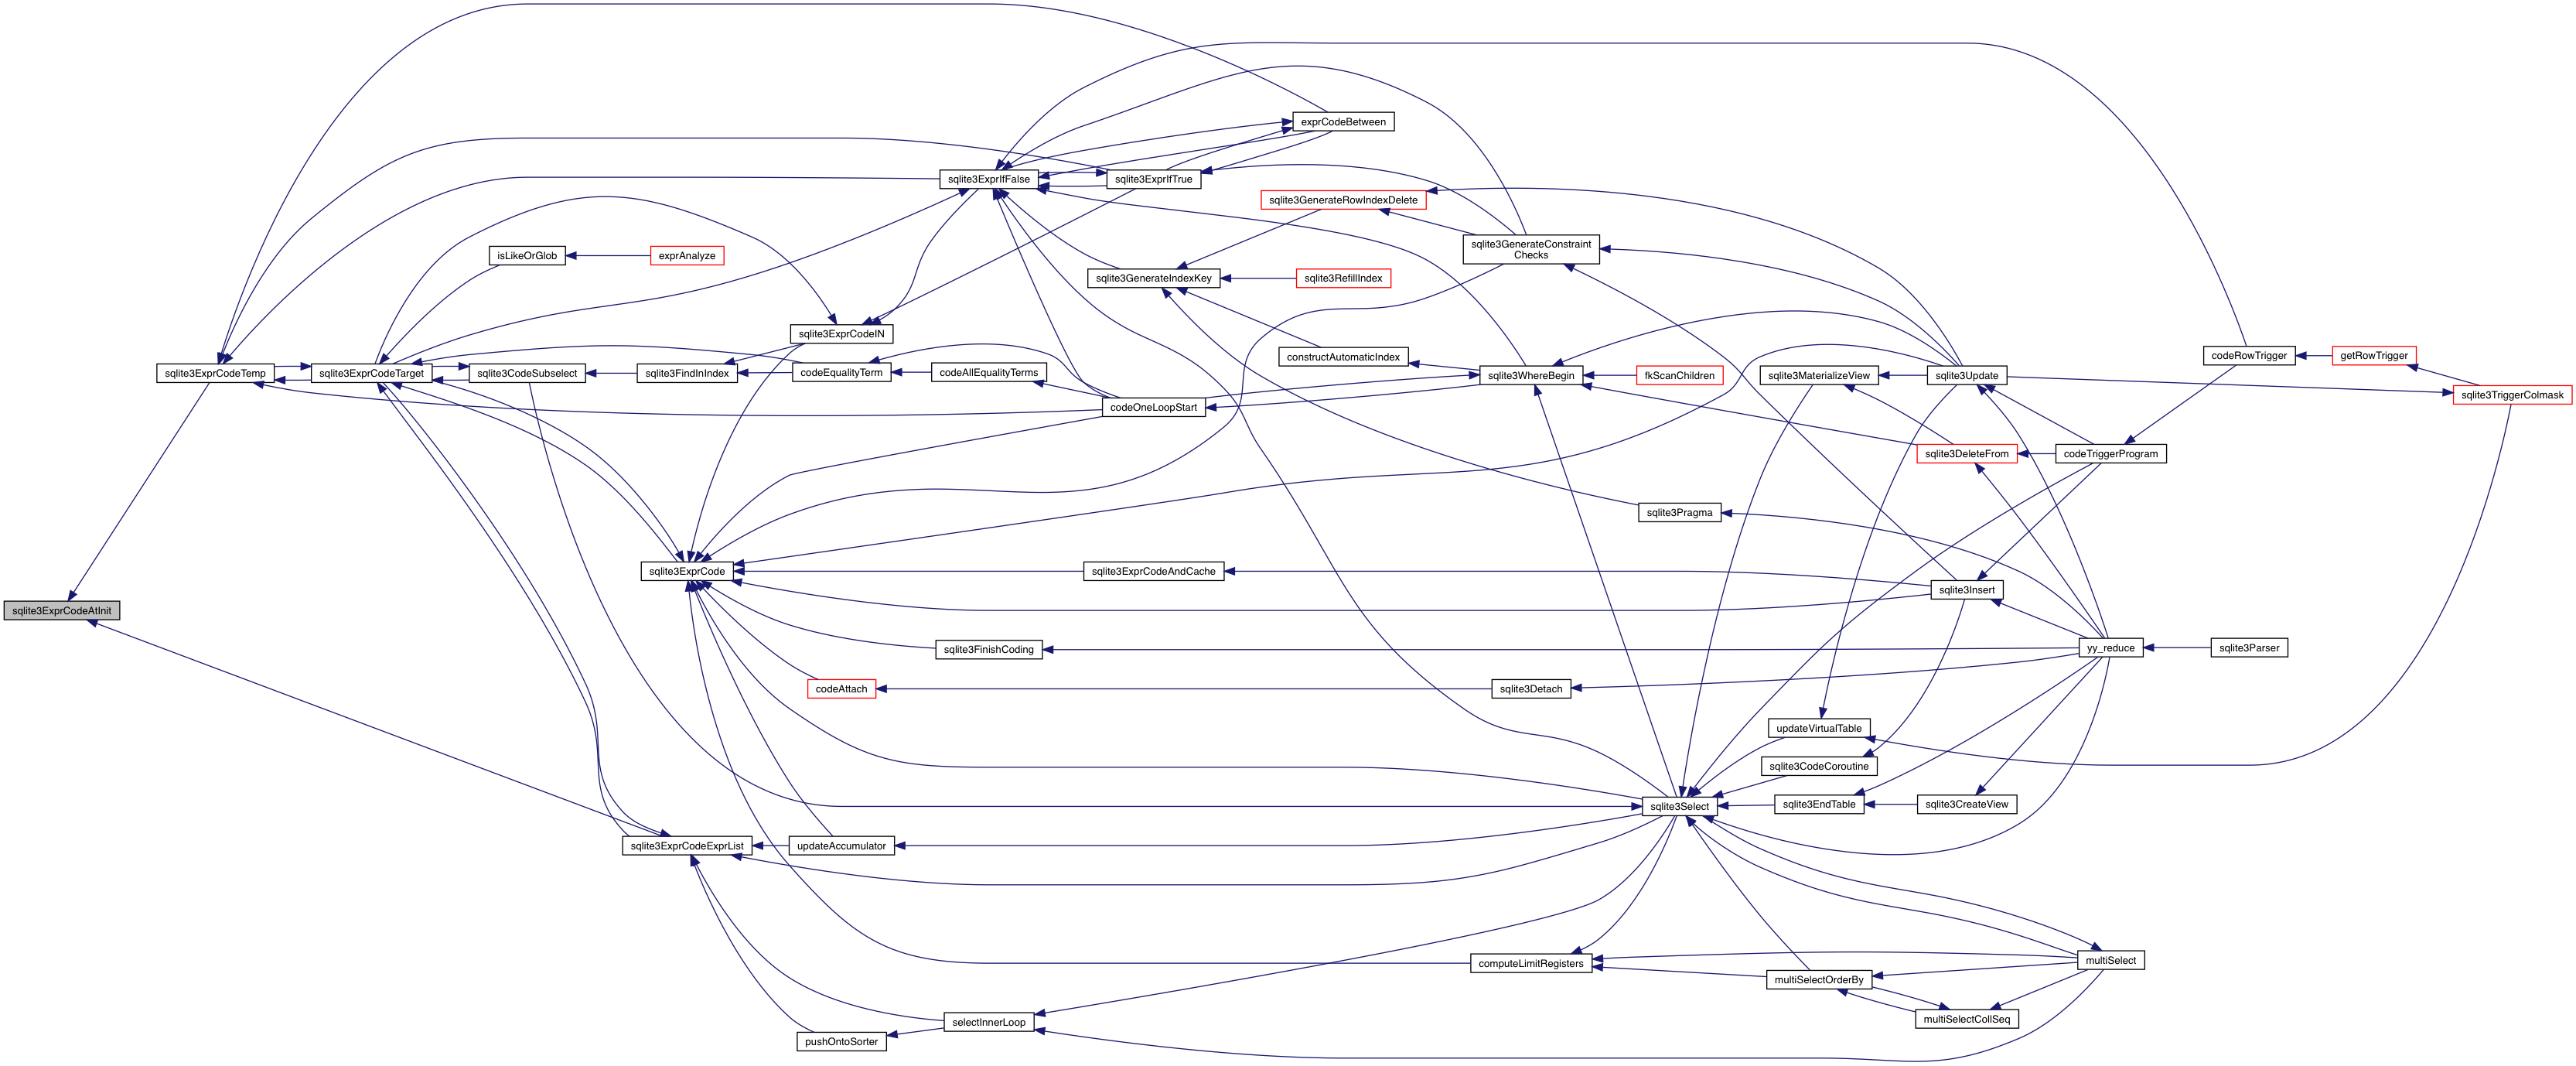 exprCodeBetween
sqlite3ExprIfFalse
sqlite3ExprIfTrue
sqlite3GenerateRowIndexDelete
sqlite3GenerateConstraint
Checks
isLikeOrGlob
exprAnalyze
sqlite3GenerateIndexKey
sqlite3RefillIndex
sqlite3ExprCodeIN
constructAutomaticIndex
codeRowTrigger
getRowTrigger
sqlite3ExprCodeTemp
sqlite3ExprCodeTarget
sqlite3CodeSubselect
sqlite3FindInIndex
codeEqualityTerm
codeAllEqualityTerms
sqlite3WhereBegin
fkScanChildren
sqlite3MaterializeView
sqlite3Update
sqlite3TriggerColmask
codeOneLoopStart
sqlite3DeleteFrom
codeTriggerProgram
sqlite3Pragma
sqlite3ExprCode
sqlite3ExprCodeAndCache
sqlite3Insert
sqlite3ExprCodeAtInit
sqlite3FinishCoding
yy_reduce
sqlite3Parser
codeAttach
sqlite3Detach
updateVirtualTable
sqlite3CodeCoroutine
sqlite3Select
sqlite3EndTable
sqlite3CreateView
sqlite3ExprCodeExprList
updateAccumulator
computeLimitRegisters
multiSelect
multiSelectOrderBy
selectInnerLoop
multiSelectCollSeq
pushOntoSorter